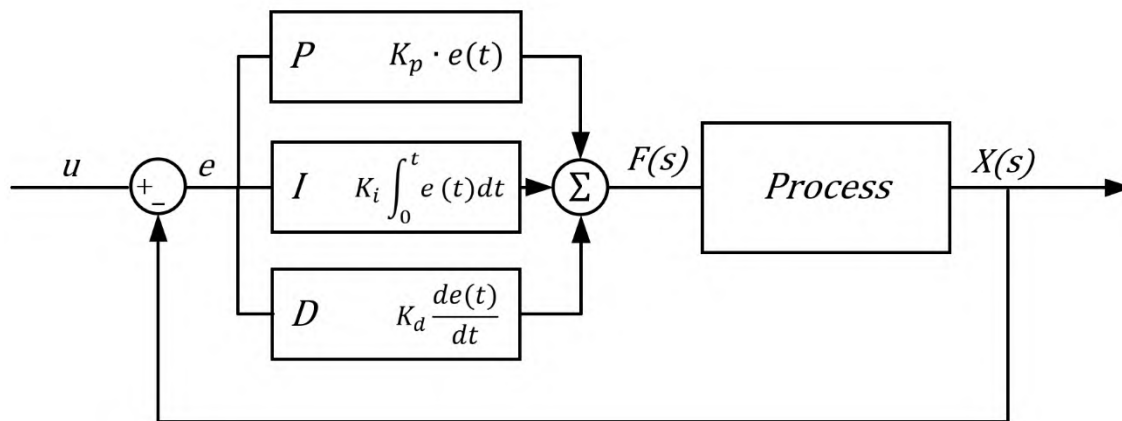 P K_p · e(t)
u + − e
I K_i ∫_0^t e (t)dt
Σ F(s) Process X(s)
D K_d de(t)/dt